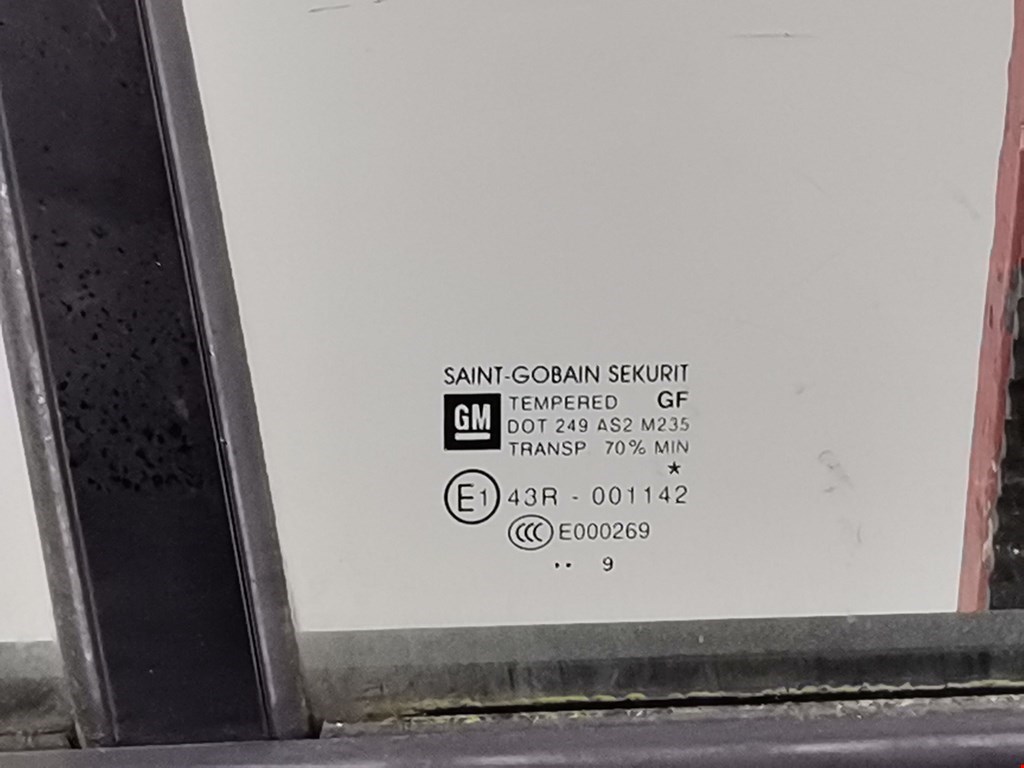 SAINT-GOBAIN SEKURIT
GM TEMPERED GF
DOT 249 AS2 M235
TRANSP 70% MIN
★
E1 43R - 001142
CCC E000269
·· 9